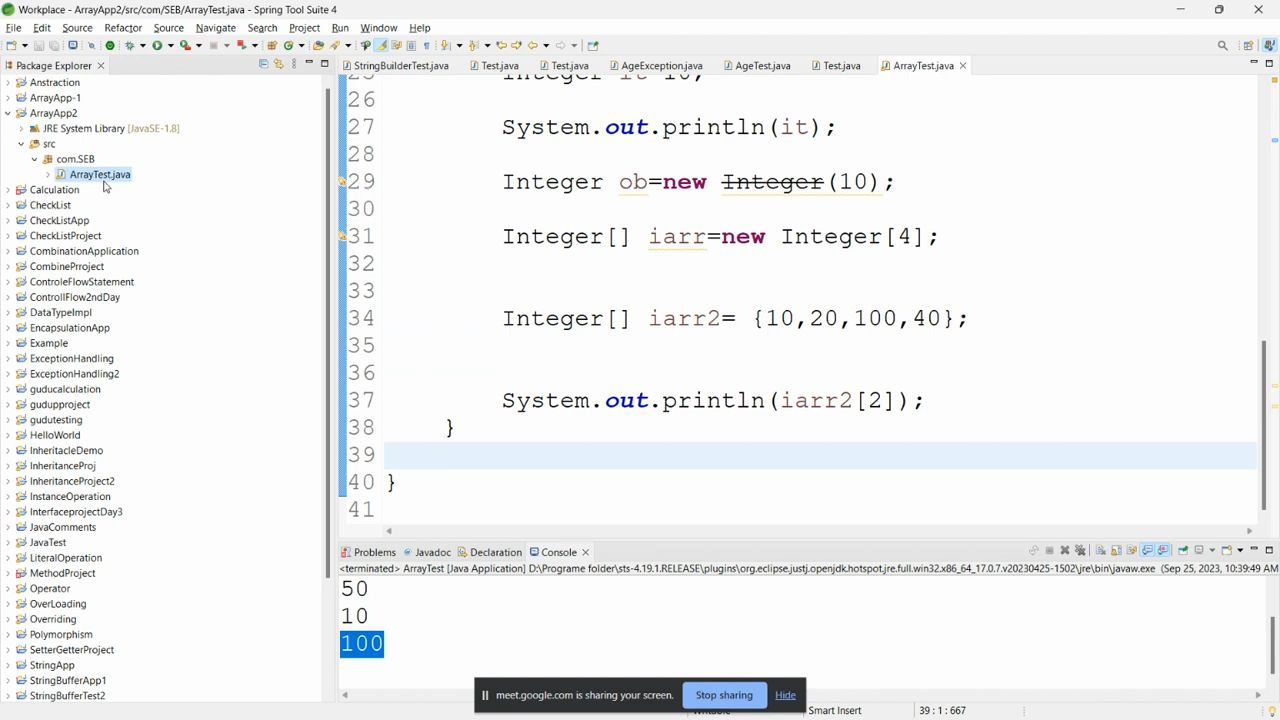 Workplace - ArrayApp2/src/com/SEB/ArrayTest.java - Spring Tool Suite 4
File Edit Source Refactor Source Navigate Search Project Run Window Help
Package Explorer
StringBuilderTest.java Test.java Test.java AgeException.java AgeTest.java Test.java ArrayTest.java
Anstraction
ArrayApp-1
ArrayApp2
JRE System Library [JavaSE-1.8]
src
com.SEB
ArrayTest.java
Calculation
CheckList
CheckListApp
CheckListProject
CombinationApplication
CombineProject
ControleFlowStatement
ControllFlow2ndDay
DataTypeImpl
EncapsulationApp
Example
ExceptionHandling
ExceptionHandling2
guducalculation
gudupproject
gudutesting
HelloWorld
InheritacleDemo
InheritanceProj
InheritanceProject2
InstanceOperation
InterfaceprojectDay3
JavaComments
JavaTest
LiteralOperation
MethodProject
Operator
OverLoading
Overriding
Polymorphism
SetterGetterProject
StringApp
StringBufferApp1
StringBufferTest2
25 Integer it=10;
26
27 System.out.println(it);
28
29 Integer ob=new Integer(10);
30
31 Integer[] iarr=new Integer[4];
32
33
34 Integer[] iarr2= {10,20,100,40};
35
36
37 System.out.println(iarr2[2]);
38 }
39
40 }
41
Problems Javadoc Declaration Console
<terminated> ArrayTest [Java Application] D:\Programe folder\sts-4.19.1.RELEASE\plugins\org.eclipse.justj.openjdk.hotspot.jre.full.win32.x86_64_17.0.7.v20230425-1502\jre\bin\javaw.exe (Sep 25, 2023, 10:39:49 AM
50
10
100
meet.google.com is sharing your screen. Stop sharing Hide
Writable Smart Insert 39 : 1 : 667